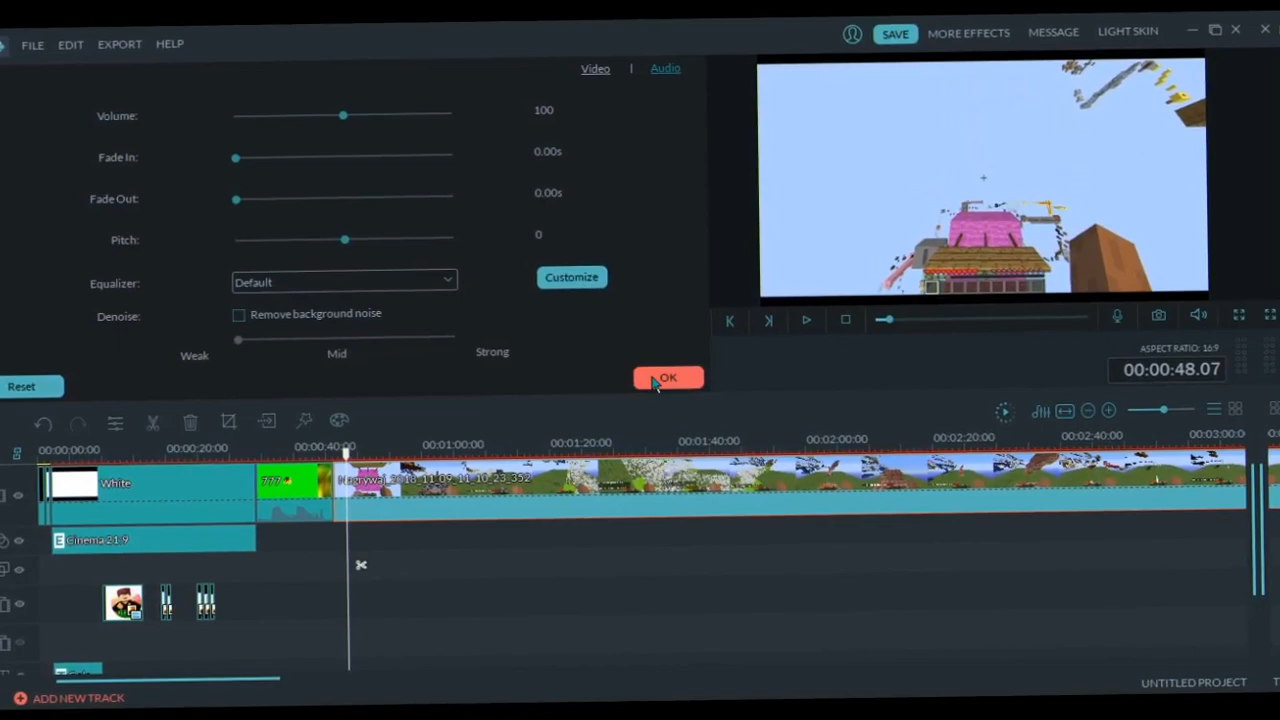 FILE EDIT EXPORT HELP SAVE MORE EFFECTS MESSAGE LIGHT SKIN
Video | Audio
Volume: 100
Fade In: 0.00s
Fade Out: 0.00s
Pitch: 0
Equalizer: Default Customize
Denoise: Remove background noise
Weak Mid Strong
Reset OK
ASPECT RATIO: 16:9
00:00:48.07
00:00:00:00 00:00:20:00 00:00:40:00 00:01:00:00 00:01:20:00 00:01:40:00 00:02:00:00 00:02:20:00 00:02:40:00 00:03:00:0
White 777 Nagrywaj_2018_11_09_11_10_23_352
E Cinema 21.9
ADD NEW TRACK UNTITLED PROJECT